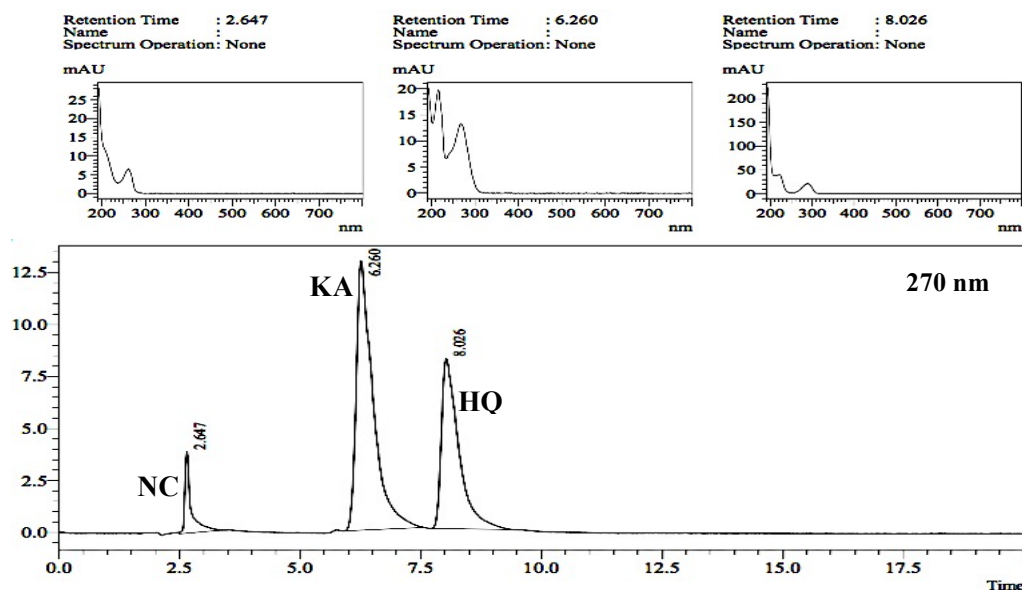 Retention Time : 2.647
Name :
Spectrum Operation: None
mAU
25
20
15
10
5
0
200 300 400 500 600 700
nm
Retention Time : 6.260
Name :
Spectrum Operation: None
mAU
20
15
10
5
0
200 300 400 500 600 700
nm
Retention Time : 8.026
Name :
Spectrum Operation: None
mAU
200
150
100
50
0
200 300 400 500 600 700
nm
270 nm
12.5
10.0
7.5
5.0
2.5
0.0
NC
2.647
KA
6.260
HQ
8.026
0.0 2.5 5.0 7.5 10.0 12.5 15.0 17.5
Time